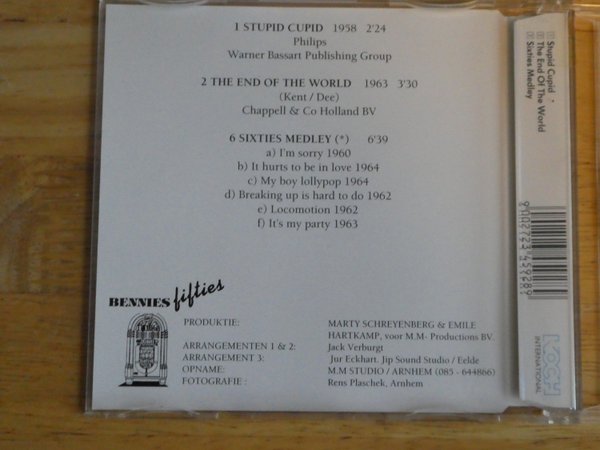 1 STUPID CUPID 1958 2'24
Philips
Warner Bassart Publishing Group
2 THE END OF THE WORLD 1963 3'30
(Kent / Dee)
Chappell & Co Holland BV
6 SIXTIES MEDLEY (*) 6'39
a) I'm sorry 1960
b) It hurts to be in love 1964
c) My boy lollypop 1964
d) Breaking up is hard to do 1962
e) Locomotion 1962
f) It's my party 1963
BENNIES fifties
PRODUKTIE: MARTY SCHREYENBERG & EMILE
HARTKAMP, voor M.M- Productions BV.
ARRANGEMENTEN 1 & 2: Jack Verburgt
ARRANGEMENT 3: Jur Eckhart. Jip Sound Studio / Eelde
OPNAME: M.M STUDIO / ARNHEM (085 - 644866)
FOTOGRAFIE : Rens Plaschek, Arnhem
Stupid Cupid
The End Of The World
Sixties Medley
9002723 459289
KOCH
INTERNATIONAL